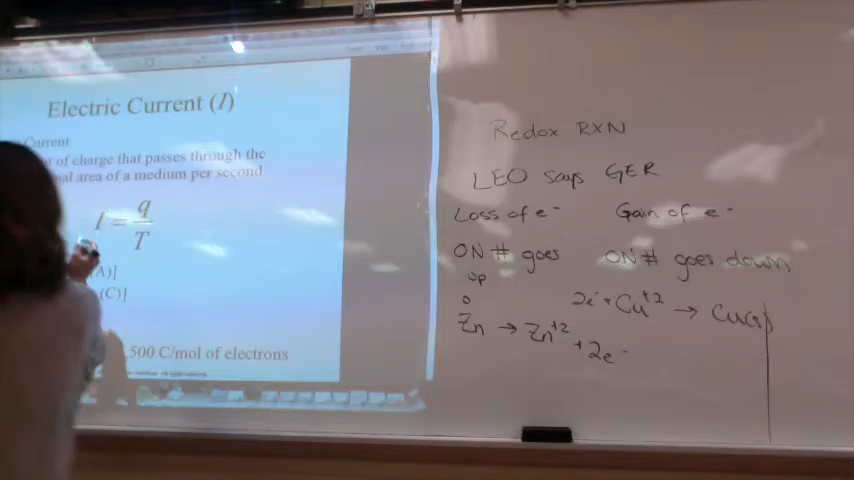 Electric Current (I)
Current
of charge that passes through the
area of a medium per second
I = q
T
(A)]
(C)]
,500 C/mol of electrons
Redox RXN
LEO says GER
Loss of e- Gain of e-
ON # goes up ON # goes down
0
Zn → Zn+2 + 2e-
2e- + Cu+2 → Cu(s)